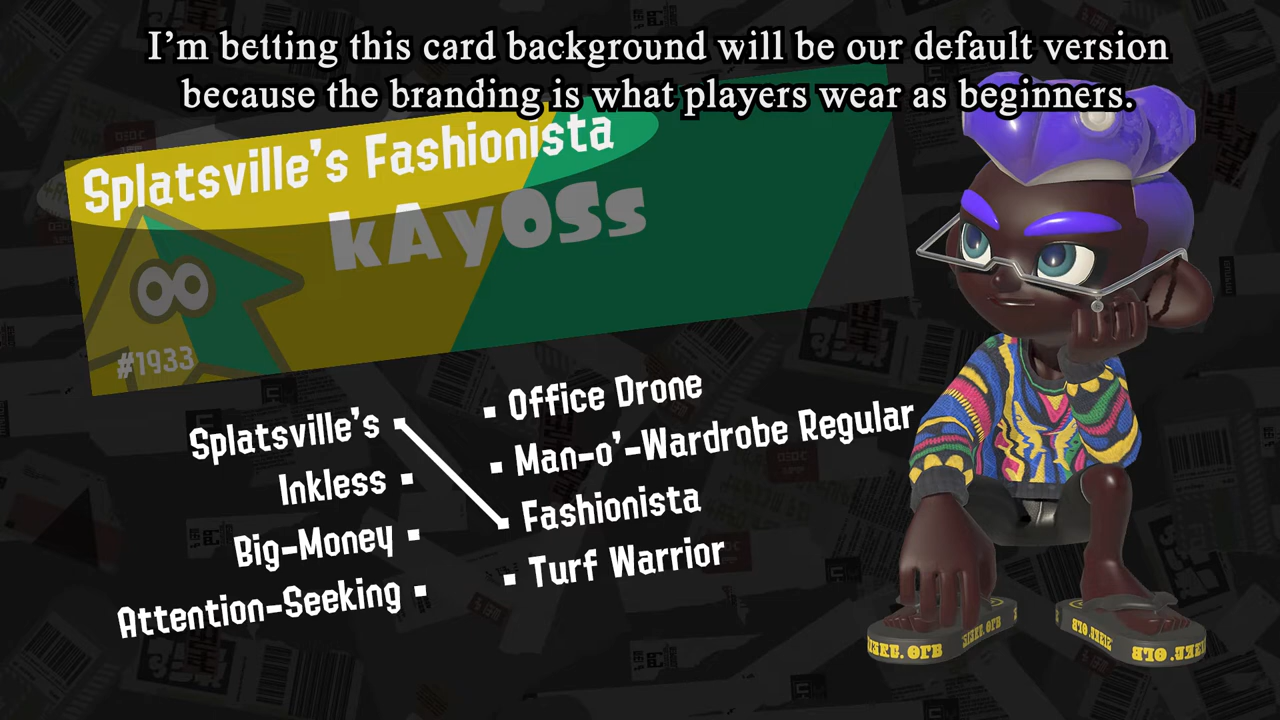 I'm betting this card background will be our default version
because the branding is what players wear as beginners.
Splatsville's Fashionista
kAyOSs
#1933
Splatsville's
Inkless
Big-Money
Attention-Seeking
Office Drone
Man-o'-Wardrobe Regular
Fashionista
Turf Warrior